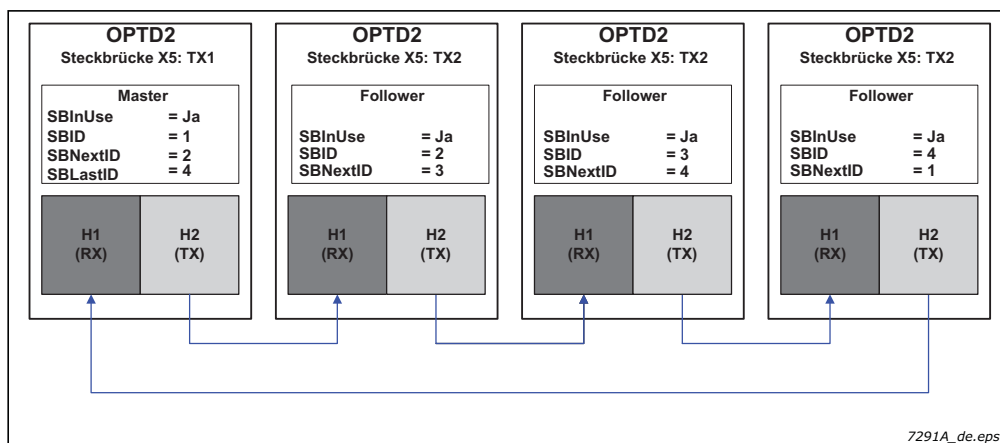 OPTD2
Steckbrücke X5: TX1
Master
SBInUse = Ja
SBID = 1
SBNextID = 2
SBLastID = 4
H1 (RX)
H2 (TX)
OPTD2
Steckbrücke X5: TX2
Follower
SBInUse = Ja
SBID = 2
SBNextID = 3
H1 (RX)
H2 (TX)
OPTD2
Steckbrücke X5: TX2
Follower
SBInUse = Ja
SBID = 3
SBNextID = 4
H1 (RX)
H2 (TX)
OPTD2
Steckbrücke X5: TX2
Follower
SBInUse = Ja
SBID = 4
SBNextID = 1
H1 (RX)
H2 (TX)
7291A_de.eps